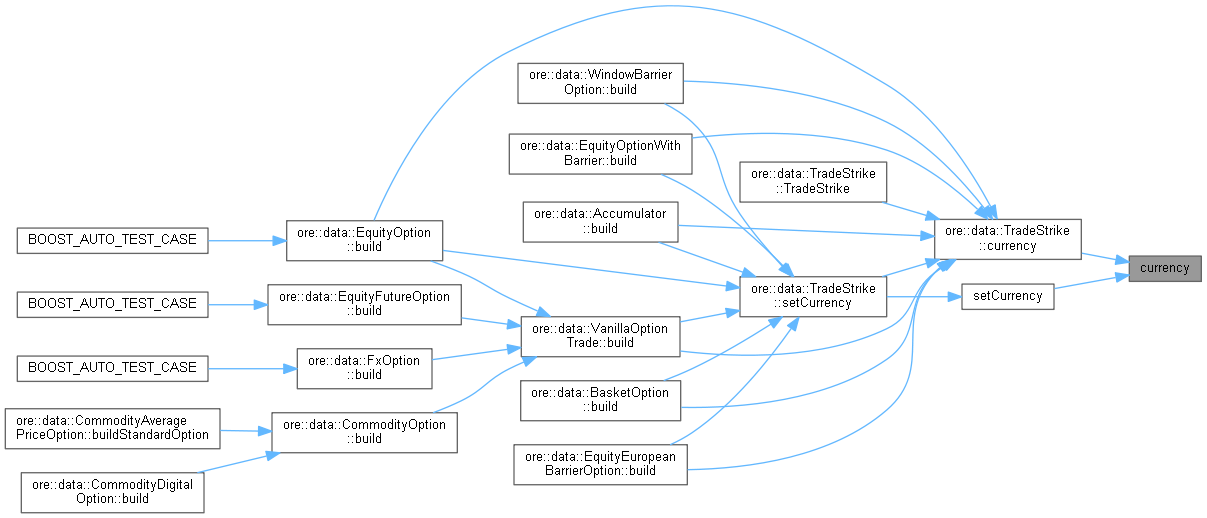 ore::data::WindowBarrier
Option::build
ore::data::EquityOptionWith
Barrier::build
ore::data::TradeStrike
::TradeStrike
ore::data::Accumulator
::build
ore::data::EquityOption
::build
BOOST_AUTO_TEST_CASE
ore::data::TradeStrike
::currency
currency
ore::data::TradeStrike
::setCurrency
setCurrency
ore::data::EquityFutureOption
::build
BOOST_AUTO_TEST_CASE
ore::data::VanillaOption
Trade::build
ore::data::FxOption
::build
BOOST_AUTO_TEST_CASE
ore::data::BasketOption
::build
ore::data::CommodityAverage
PriceOption::buildStandardOption
ore::data::CommodityOption
::build
ore::data::EquityEuropean
BarrierOption::build
ore::data::CommodityDigital
Option::build